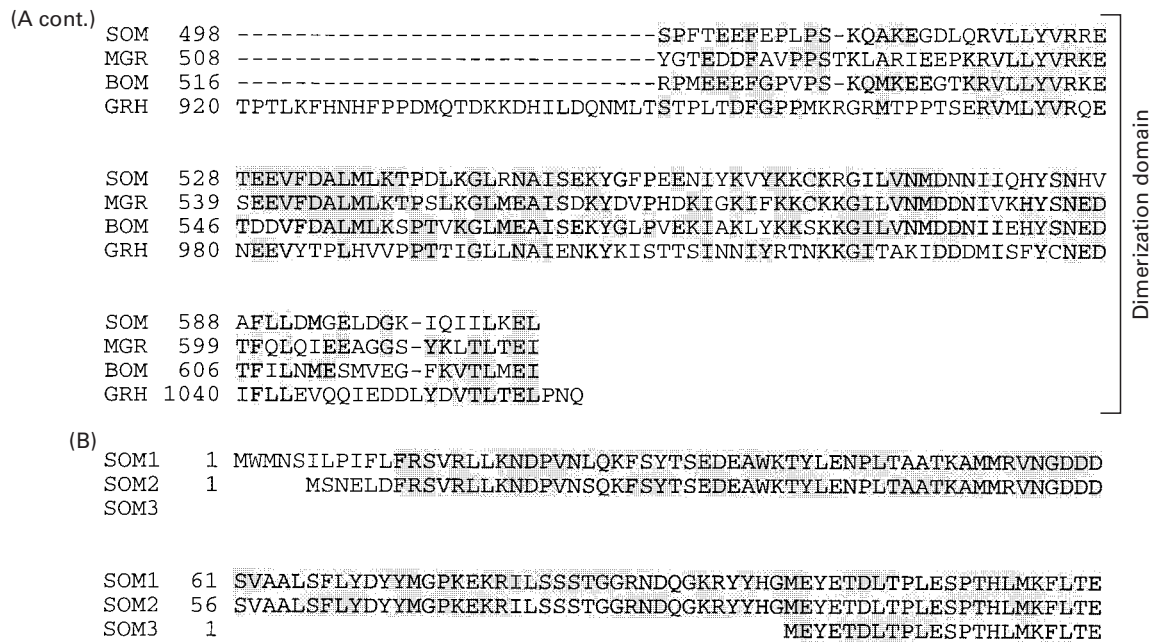 (A cont.)
SOM 498 -----------------------------SPFTEEFEPLPS-KQAKEGDLQRVLLYVRRE
MGR 508 -----------------------------YGTEDDFAVPPSTKLARIEEPKRVLLYVRKE
BOM 516 -----------------------------RPMEEEFGPVPS-KQMKEEGTKRVLLYVRKE
GRH 920 TPTLKFHNHFPPDMQTDKKDHILDQNMLTSTPLTDFGPPMKRGRMTPPTSERVMLYVRQE
SOM 528 TEEVFDALMLKTPDLKGLRNAISEKYGFPEENIYKVYKKCKRGILVNMDNNIIQHYSNHV
MGR 539 SEEVFDALMLKTPSLKGLMEAISDKYDVPHDKIGKIFKKCKKGILVNMDDNIVKHYSNED
BOM 546 TDDVFDALMLKSPTVKGLMEAISEKYGLPVEKIAKLYKKSKKGILVNMDDNIIEHYSNED
GRH 980 NEEVYTPLHVVPPTTIGLLNAIENKYKISTTSINNIYRTNKKGITAKIDDDMISFYCNED
SOM 588 AFLLDMGELDGK-IQIILKEL
MGR 599 TFQLQIEEAGGS-YKLTLTEI
BOM 606 TFILNMESMVEG-FKVTLMEI
GRH 1040 IFLLEVQQIEDDLYDVTLTELPNQ
Dimerization domain
(B)
SOM1 1 MWMNSILPIFLFRSVRLLKNDPVNLQKFSYTSEDEAWKTYLENPLTAATKAMMRVNGDDD
SOM2 1 MSNELDFRSVRLLKNDPVNSQKFSYTSEDEAWKTYLENPLTAATKAMMRVNGDDD
SOM3
SOM1 61 SVAALSFLYDYYMGPKEKRILSSSTGGRNDQGKRYYHGMEYETDLTPLESPTHLMKFLTE
SOM2 56 SVAALSFLYDYYMGPKEKRILSSSTGGRNDQGKRYYHGMEYETDLTPLESPTHLMKFLTE
SOM3 1 MEYETDLTPLESPTHLMKFLTE